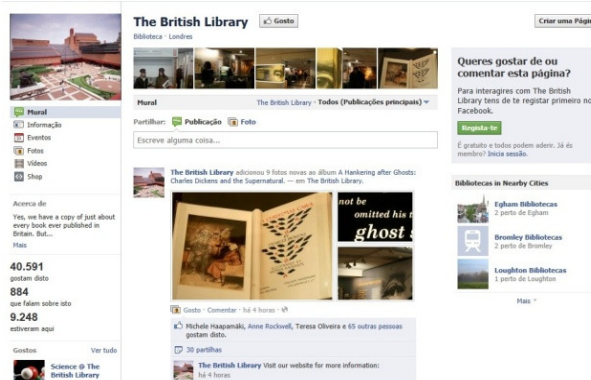 The British Library
Gosto
Criar uma Págin
Biblioteca · Londres
Mural
Informação
Eventos
Fotos
Vídeos
Shop
Acerca de
Yes, we have a copy of just about
every book ever published in
Britain. But...
Mais
40.591
gostam disto
884
que falam sobre isto
9.248
estiveram aqui
Gostos Ver tudo
Science @ The
British Library
Mural The British Library · Todos (Publicações principais)
Partilhar: Publicação Foto
Escreve alguma coisa...
The British Library adicionou 9 fotos novas ao álbum A Hankering after Ghosts:
Charles Dickens and the Supernatural. — em The British Library.
not be
omitted his t
ghost s
Gosto · Comentar · há 4 horas ·
Michele Haapamäki, Anne Rockwell, Teresa Oliveira e 65 outras pessoas
gostam disto.
30 partilhas
The British Library Visit our website for more information:
há 4 horas
Queres gostar de ou
comentar esta página?
Para interagires com The British
Library tens de te registar primeiro no
Facebook.
Regista-te
É gratuito e todos podem aderir. Já és
membro? Inicia sessão.
Bibliotecas in Nearby Cities
Egham Bibliotecas
2 perto de Egham
Bromley Bibliotecas
2 perto de Bromley
Loughton Bibliotecas
1 perto de Loughton
Mais